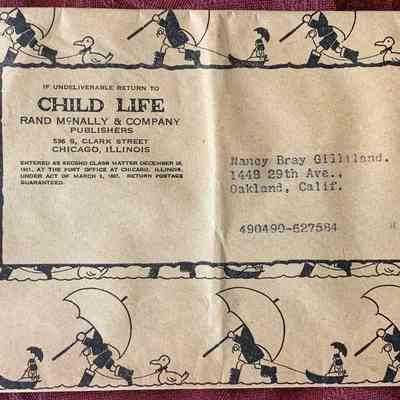 IF UNDELIVERABLE RETURN TO
CHILD LIFE
RAND McNALLY & COMPANY
PUBLISHERS
536 S. CLARK STREET
CHICAGO, ILLINOIS
ENTERED AS SECOND CLASS MATTER DECEMBER 28,
1921, AT THE POST OFFICE AT CHICAGO, ILLINOIS,
UNDER ACT OF MARCH 3, 1897. RETURN POSTAGE
GUARANTEED.
Nancy Bray Gilliland.
1448 29th Ave.,
Oakland, Calif.
490490-627584